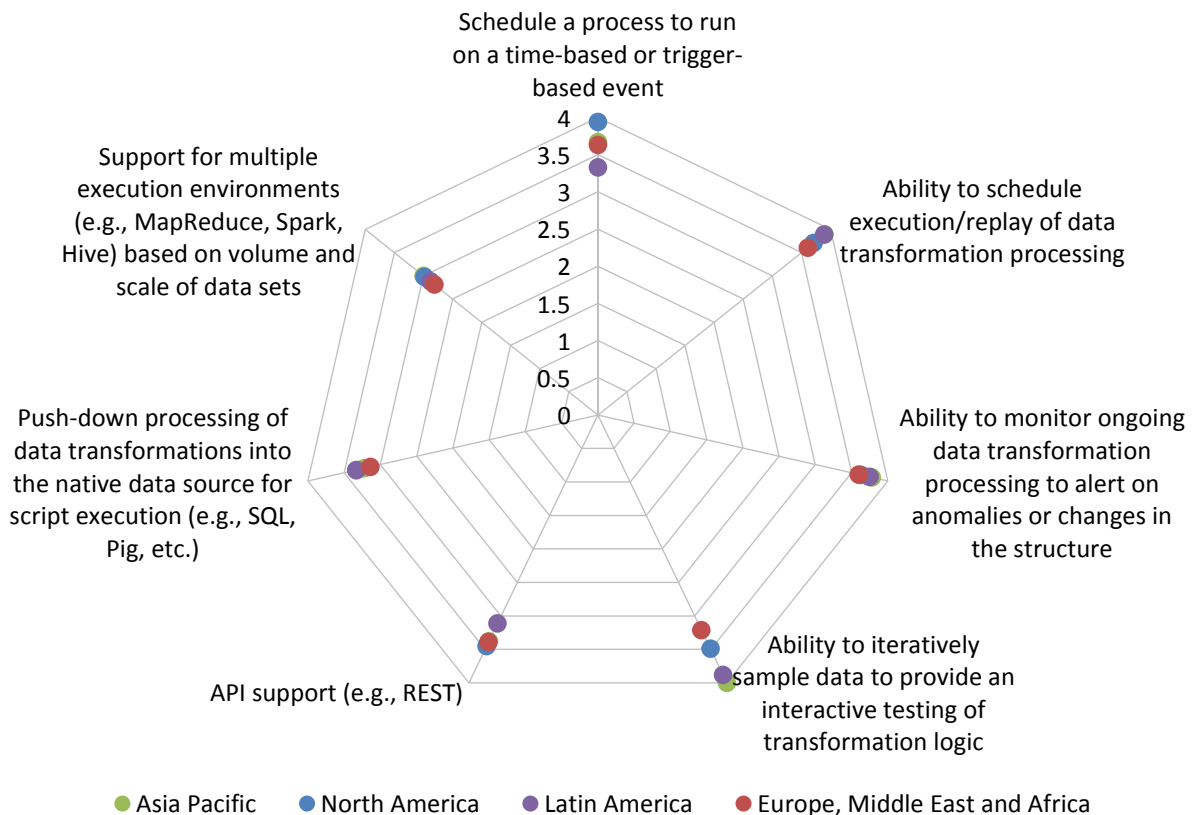 Schedule a process to run
on a time-based or trigger-
based event
4
3.5
3
2.5
2
1.5
1
0.5
0
Ability to schedule
execution/replay of data
transformation processing
Ability to monitor ongoing
data transformation
processing to alert on
anomalies or changes in
the structure
Ability to iteratively
sample data to provide an
interactive testing of
transformation logic
API support (e.g., REST)
Push-down processing of
data transformations into
the native data source for
script execution (e.g., SQL,
Pig, etc.)
Support for multiple
execution environments
(e.g., MapReduce, Spark,
Hive) based on volume and
scale of data sets
Asia Pacific North America Latin America Europe, Middle East and Africa